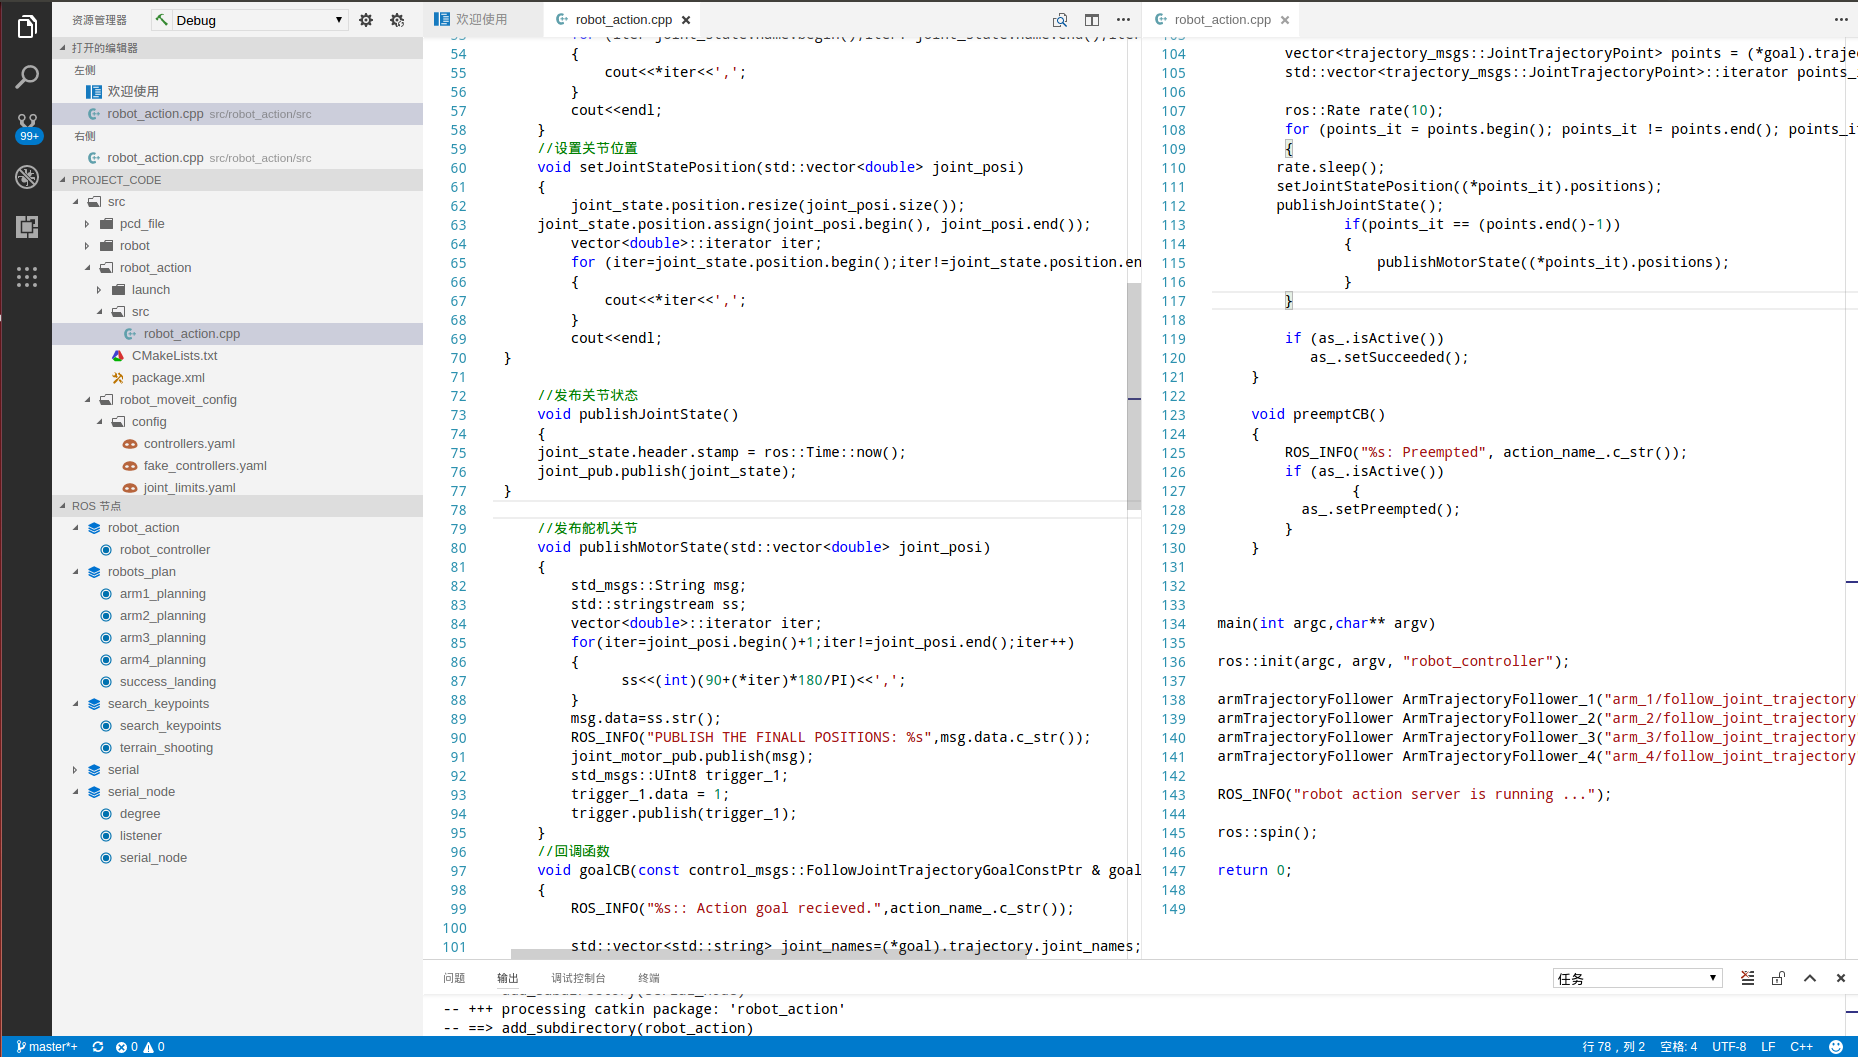 资源管理器
Debug
打开的编辑器
左侧
欢迎使用
robot_action.cpp src/robot_action/src
右侧
robot_action.cpp src/robot_action/src
PROJECT_CODE
src
pcd_file
robot
robot_action
launch
src
robot_action.cpp
CMakeLists.txt
package.xml
robot_moveit_config
config
controllers.yaml
fake_controllers.yaml
joint_limits.yaml
ROS 节点
robot_action
robot_controller
robots_plan
arm1_planning
arm2_planning
arm3_planning
arm4_planning
success_landing
search_keypoints
search_keypoints
terrain_shooting
serial
serial_node
degree
listener
serial_node
99+
欢迎使用
robot_action.cpp
54 {
55 cout<<*iter<<',';
56 }
57 cout<<endl;
58 }
59 //设置关节位置
60 void setJointStatePosition(std::vector<double> joint_posi)
61 {
62 joint_state.position.resize(joint_posi.size());
63 joint_state.position.assign(joint_posi.begin(), joint_posi.end());
64 vector<double>::iterator iter;
65 for (iter=joint_state.position.begin();iter!=joint_state.position.en
66 {
67 cout<<*iter<<',';
68 }
69 cout<<endl;
70 }
71
72 //发布关节状态
73 void publishJointState()
74 {
75 joint_state.header.stamp = ros::Time::now();
76 joint_pub.publish(joint_state);
77 }
78
79 //发布舵机关节
80 void publishMotorState(std::vector<double> joint_posi)
81 {
82 std_msgs::String msg;
83 std::stringstream ss;
84 vector<double>::iterator iter;
85 for(iter=joint_posi.begin()+1;iter!=joint_posi.end();iter++)
86 {
87 ss<<(int)(90+(*iter)*180/PI)<<',';
88 }
89 msg.data=ss.str();
90 ROS_INFO("PUBLISH THE FINALL POSITIONS: %s",msg.data.c_str());
91 joint_motor_pub.publish(msg);
92 std_msgs::UInt8 trigger_1;
93 trigger_1.data = 1;
94 trigger.publish(trigger_1);
95 }
96 //回调函数
97 void goalCB(const control_msgs::FollowJointTrajectoryGoalConstPtr & goal
98 {
99 ROS_INFO("%s:: Action goal recieved.",action_name_.c_str());
100
101 std::vector<std::string> joint_names=(*goal).trajectory.joint_names;
robot_action.cpp
104 vector<trajectory_msgs::JointTrajectoryPoint> points = (*goal).traje
105 std::vector<trajectory_msgs::JointTrajectoryPoint>::iterator points_
106
107 ros::Rate rate(10);
108 for (points_it = points.begin(); points_it != points.end(); points_i
109 {
110 rate.sleep();
111 setJointStatePosition((*points_it).positions);
112 publishJointState();
113 if(points_it == (points.end()-1))
114 {
115 publishMotorState((*points_it).positions);
116 }
117 }
118
119 if (as_.isActive())
120 as_.setSucceeded();
121 }
122
123 void preemptCB()
124 {
125 ROS_INFO("%s: Preempted", action_name_.c_str());
126 if (as_.isActive())
127 {
128 as_.setPreempted();
129 }
130 }
131
132
133
134 main(int argc,char** argv)
135
136 ros::init(argc, argv, "robot_controller");
137
138 armTrajectoryFollower ArmTrajectoryFollower_1("arm_1/follow_joint_trajectory
139 armTrajectoryFollower ArmTrajectoryFollower_2("arm_2/follow_joint_trajectory
140 armTrajectoryFollower ArmTrajectoryFollower_3("arm_3/follow_joint_trajectory
141 armTrajectoryFollower ArmTrajectoryFollower_4("arm_4/follow_joint_trajectory
142
143 ROS_INFO("robot action server is running ...");
144
145 ros::spin();
146
147 return 0;
148
149
问题 输出 调试控制台 终端 任务
-- +++ processing catkin package: 'robot_action'
-- ==> add_subdirectory(robot_action)
master*+ 0 0 行 78，列 2 空格: 4 UTF-8 LF C++